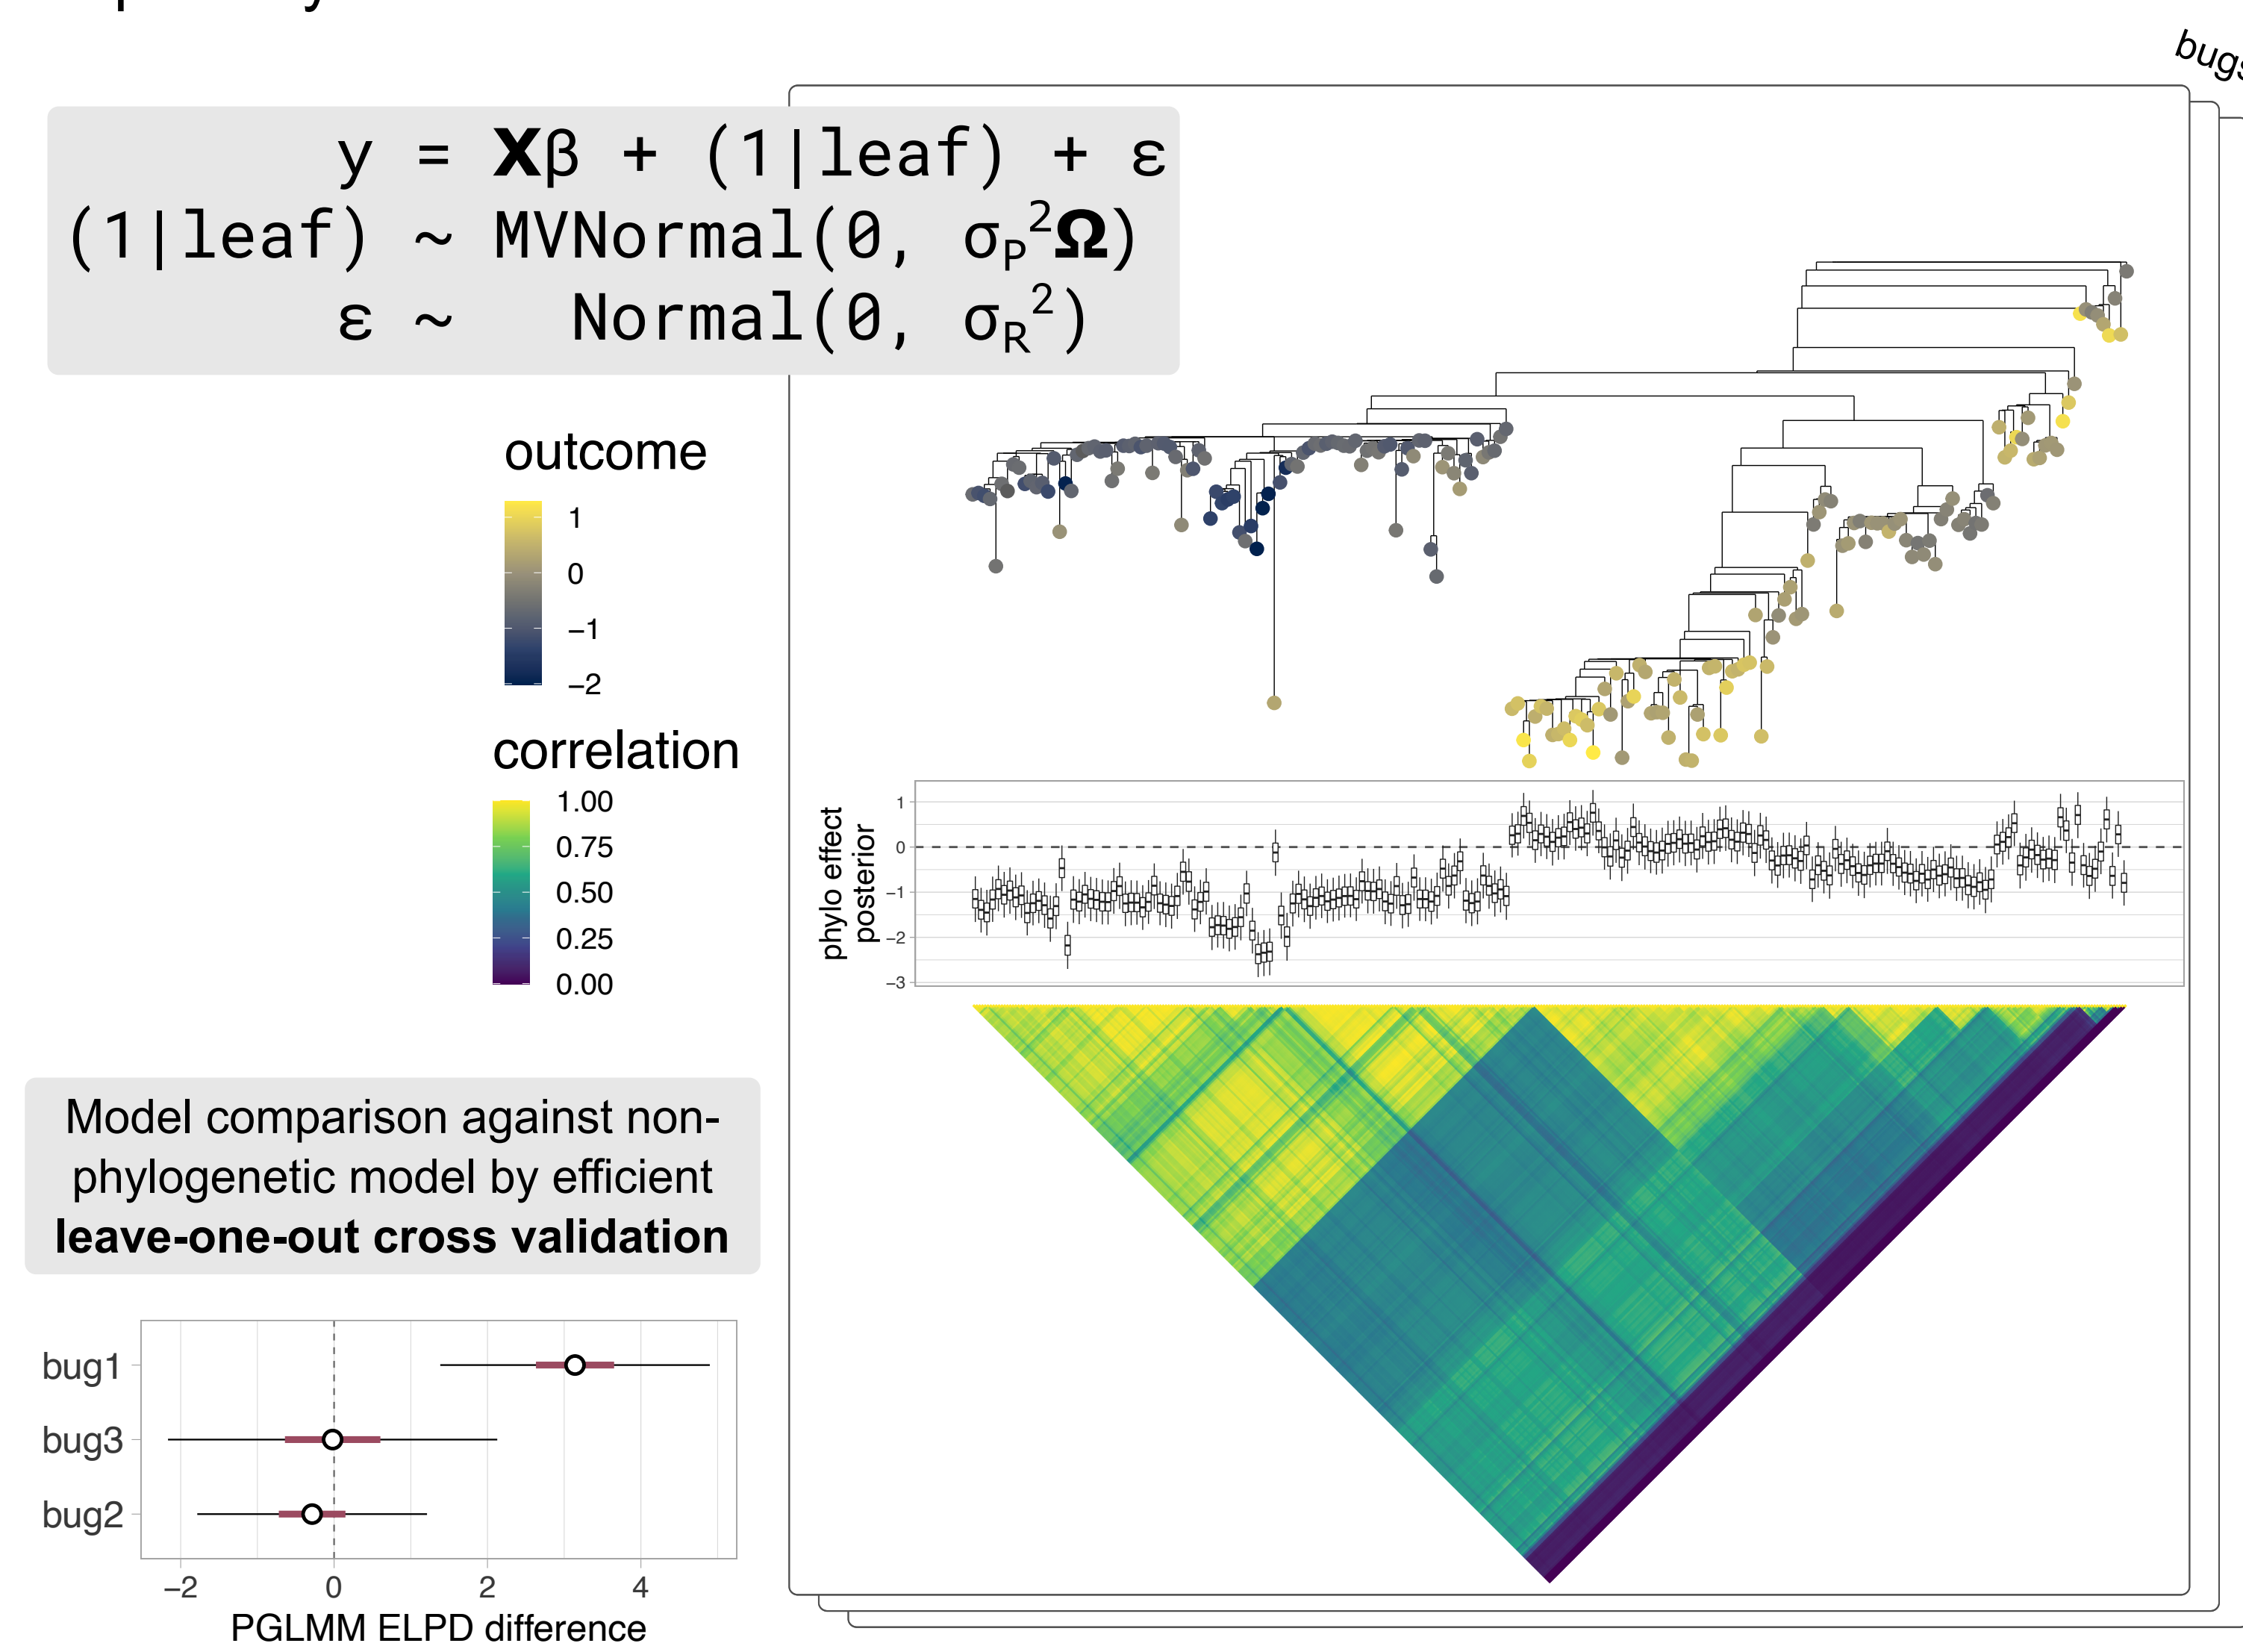 bugs
y = Xβ + (1|leaf) + ε
(1|leaf) ~ MVNormal(0, σP²Ω)
ε ~ Normal(0, σR²)
outcome
1
0
−1
−2
correlation
1.00
0.75
0.50
0.25
0.00
phylo effect
posterior
1
0
−1
−2
−3
Model comparison against non-
phylogenetic model by efficient
leave-one-out cross validation
bug1
bug3
bug2
−2 0 2 4
PGLMM ELPD difference